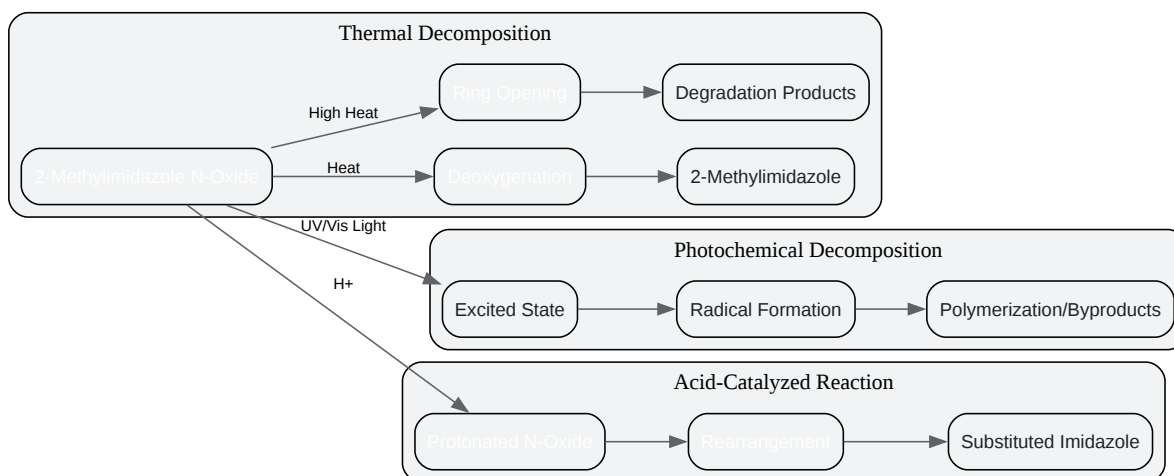 Thermal Decomposition
Ring Opening
Degradation Products
High Heat
2-Methylimidazole N-Oxide
Heat
Deoxygenation
2-Methylimidazole
UV/Vis Light
Photochemical Decomposition
H+
Excited State
Radical Formation
Polymerization/Byproducts
Acid-Catalyzed Reaction
Protonated N-Oxide
Rearrangement
Substituted Imidazole